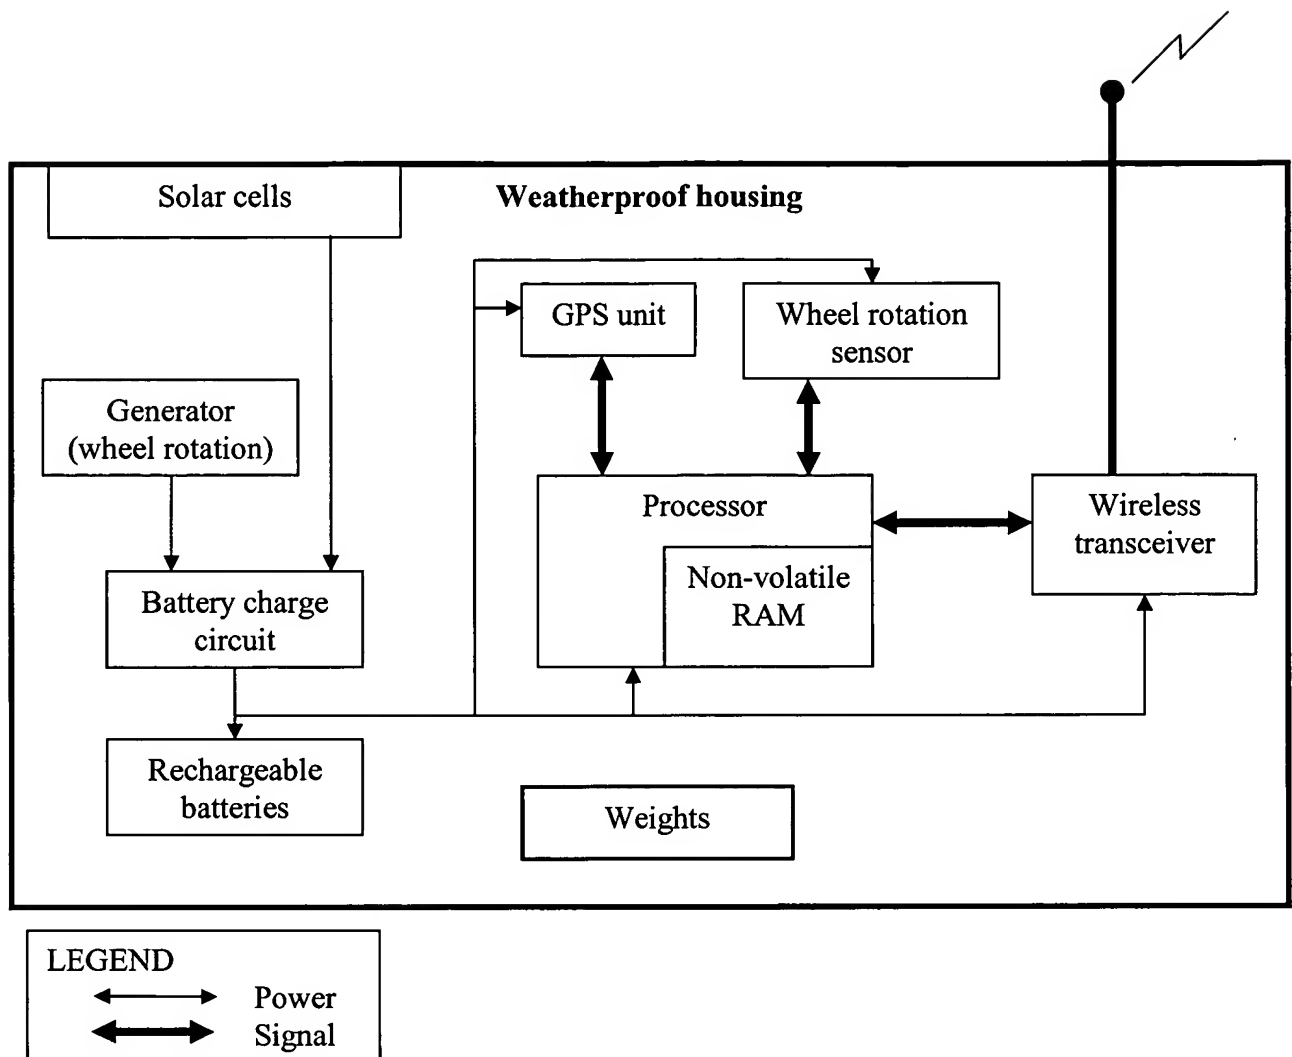 Solar cells
Weatherproof housing
GPS unit
Wheel rotation
sensor
Generator
(wheel rotation)
Processor
Wireless
transceiver
Non-volatile
RAM
Battery charge
circuit
Rechargeable
batteries
Weights
LEGEND
Power
Signal